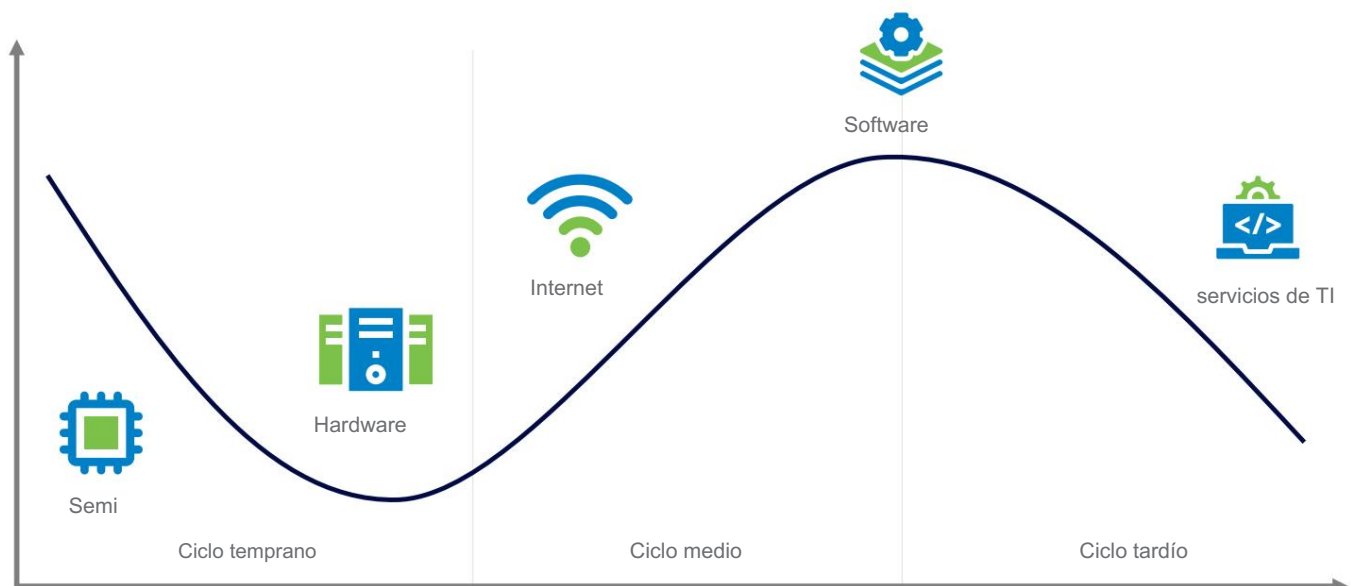 Software
</>
servicios de TI
Internet
Hardware
Semi
Ciclo temprano
Ciclo medio
Ciclo tardío